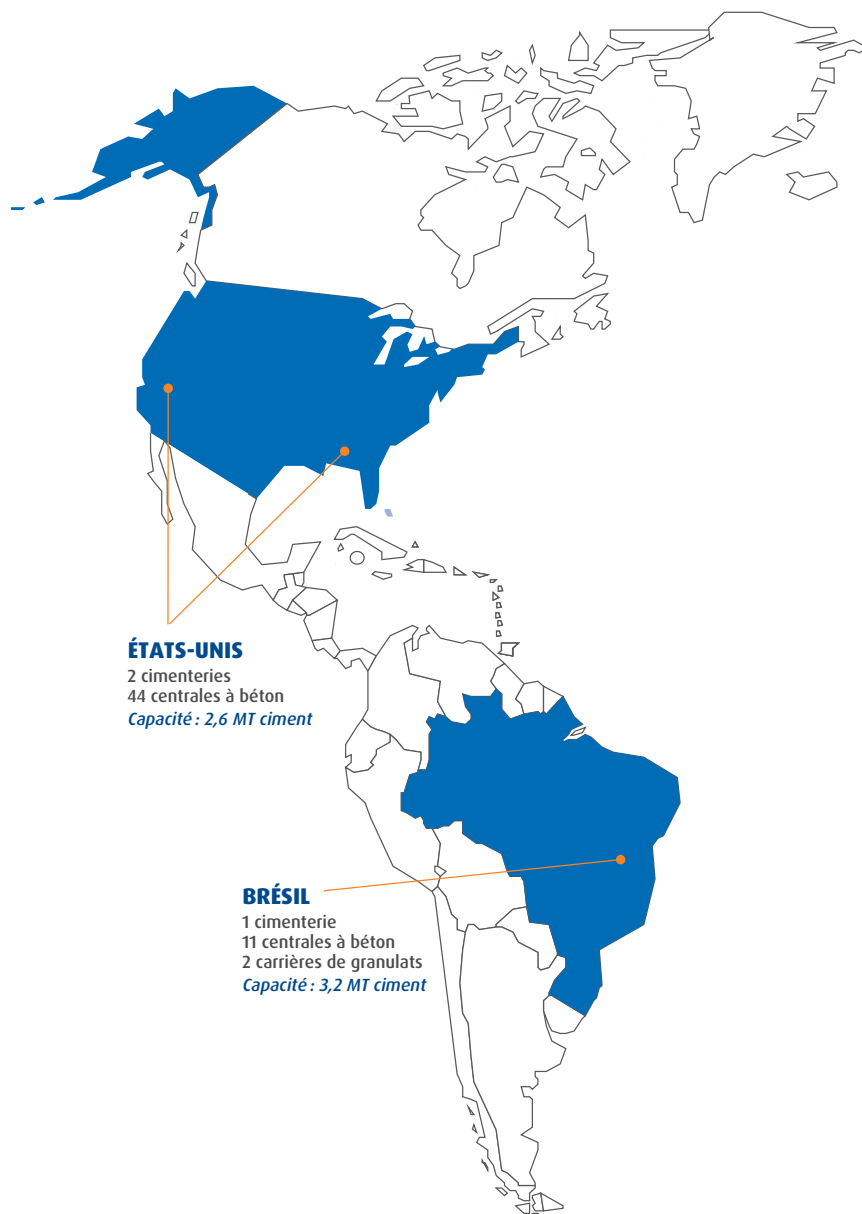 ÉTATS-UNIS
2 cimenteries
44 centrales à béton
Capacité : 2,6 MT ciment
BRÉSIL
1 cimenterie
11 centrales à béton
2 carrières de granulats
Capacité : 3,2 MT ciment